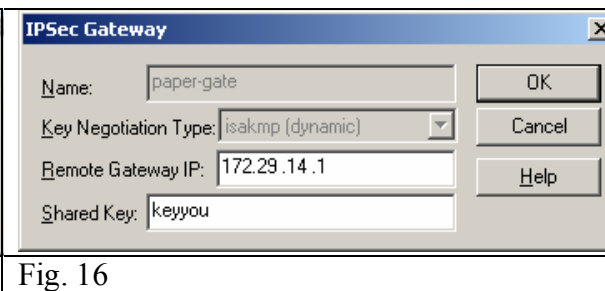 IPSec Gateway
Name: paper-gate
OK
Key Negotiation Type: isakmp (dynamic)
Cancel
Remote Gateway IP: 172.29.14.1
Help
Shared Key: keyyou
Fig. 16